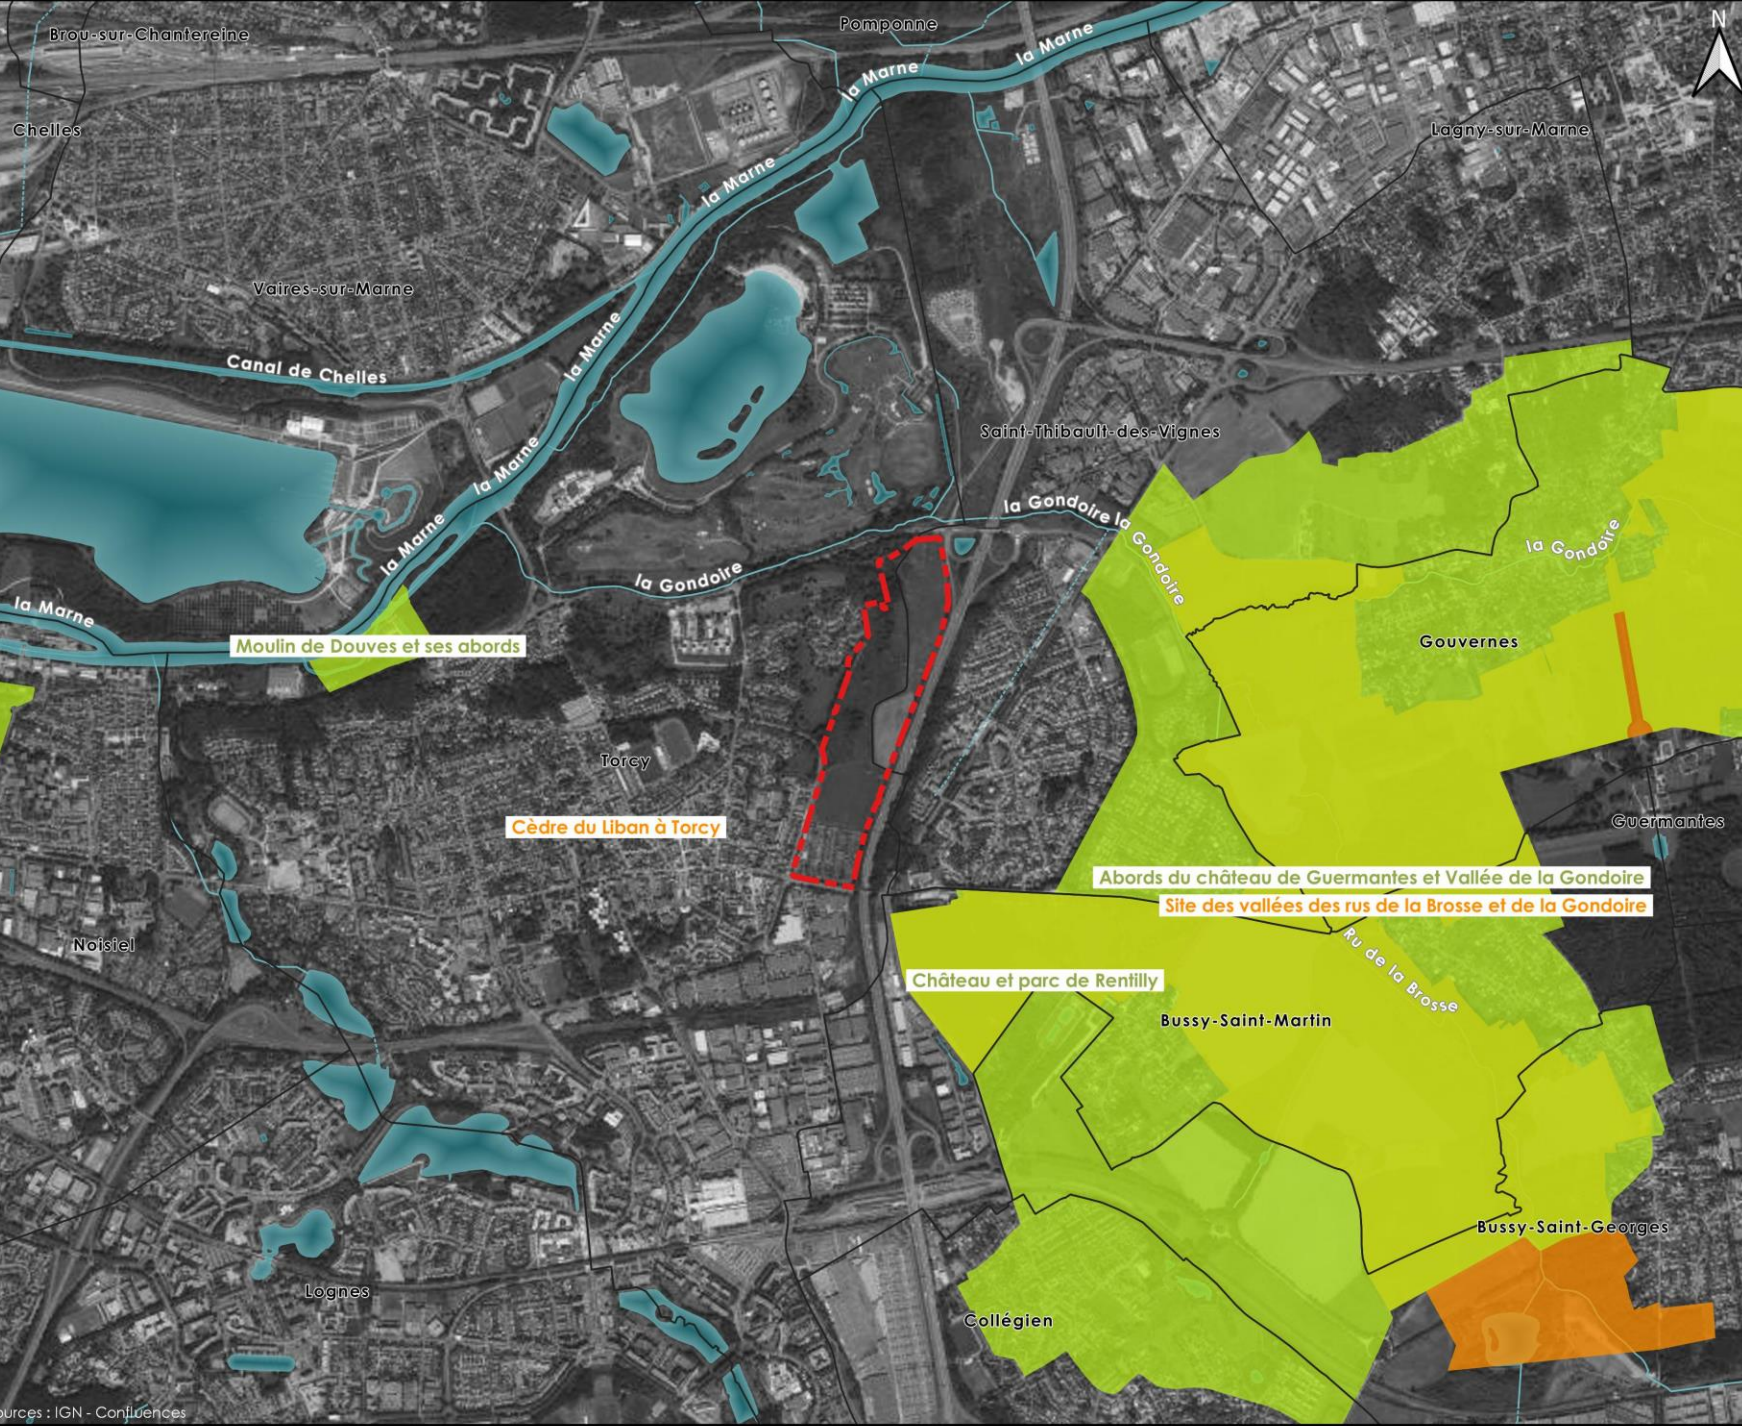 Pomponne
Brou-sur-Chantereine
N
la Marne
la Marne
Chelles
Lagny-sur-Marne
la Marne
Vaires-sur-Marne
la Marne
Canal de Chelles
Saint-Thibault-des-Vignes
la Marne
la Gondoire
la Gondoire
la Gondoire
la Marne
la Gondoire
la Marne
Gouvernes
Moulin de Douves et ses abords
Torcy
Guermantes
Cèdre du Liban à Torcy
Abords du château de Guermantes et Vallée de la Gondoire
Site des vallées des rus de la Brosse et de la Gondoire
Noisiel
Ru de la Brosse
Château et parc de Rentilly
Bussy-Saint-Martin
Bussy-Saint-Georges
Lognes
Collégien
ources : IGN - Confluences